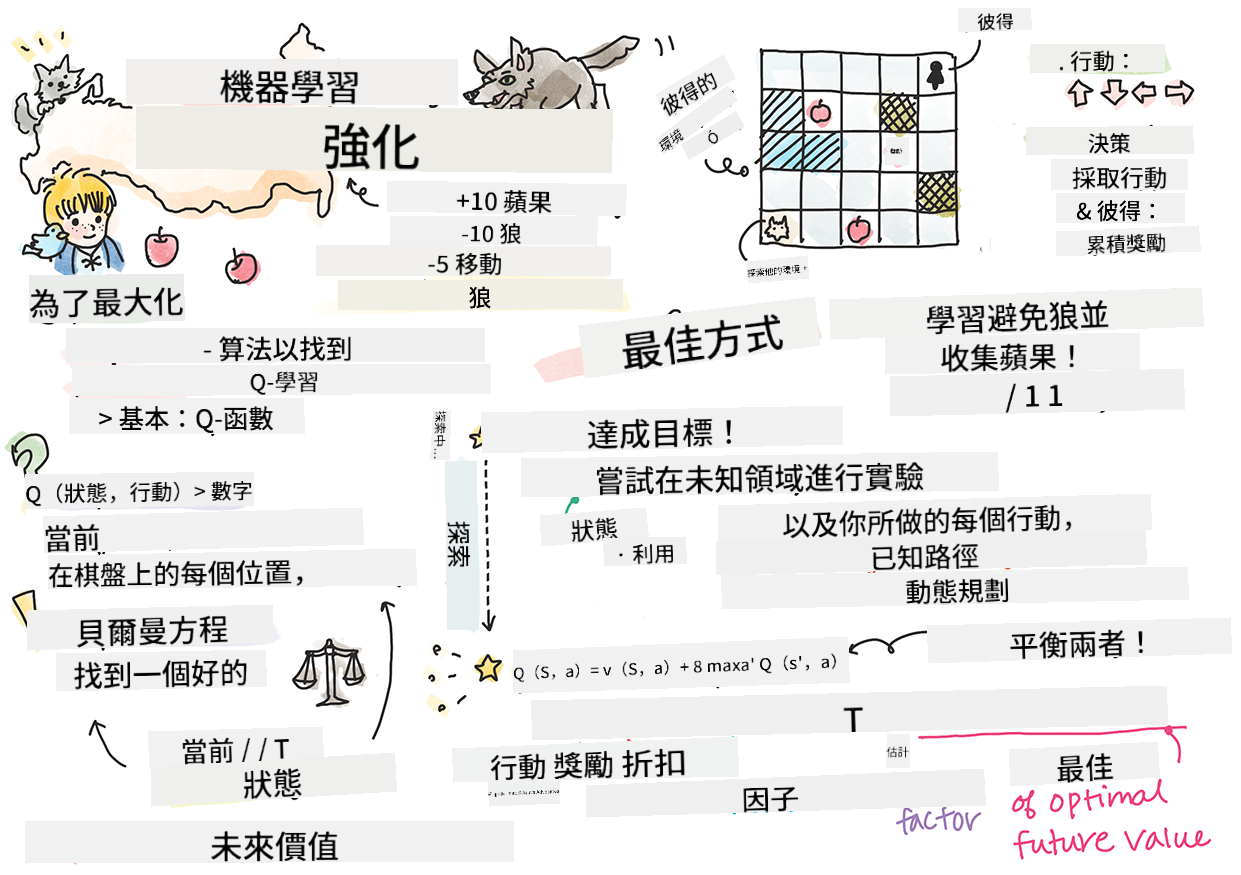 機器學習
強化
+10 蘋果
-10 狼
-5 移動
狼
為了最大化
- 算法以找到
Q-學習
> 基本：Q-函數
Q（狀態，行動）> 數字
當前
在棋盤上的每個位置，
貝爾曼方程
找到一個好的
當前 / / T
狀態
未來價值
彼得
彼得的
環境
Ó
探索他的環境 +
. 行動：
決策
採取行動
& 彼得：
累積獎勵
最佳方式
學習避免狼並
收集蘋果！
/ 1 1
探索中...
達成目標！
嘗試在未知領域進行實驗
探索
狀態
· 利用
以及你所做的每個行動，
已知路徑
動態規劃
平衡兩者！
Q（S，a）= v（S，a）+ 8 maxa' Q（s'，a）
T
行動 獎勵 折扣
估計
最佳
因子
factor
of optimal
future value